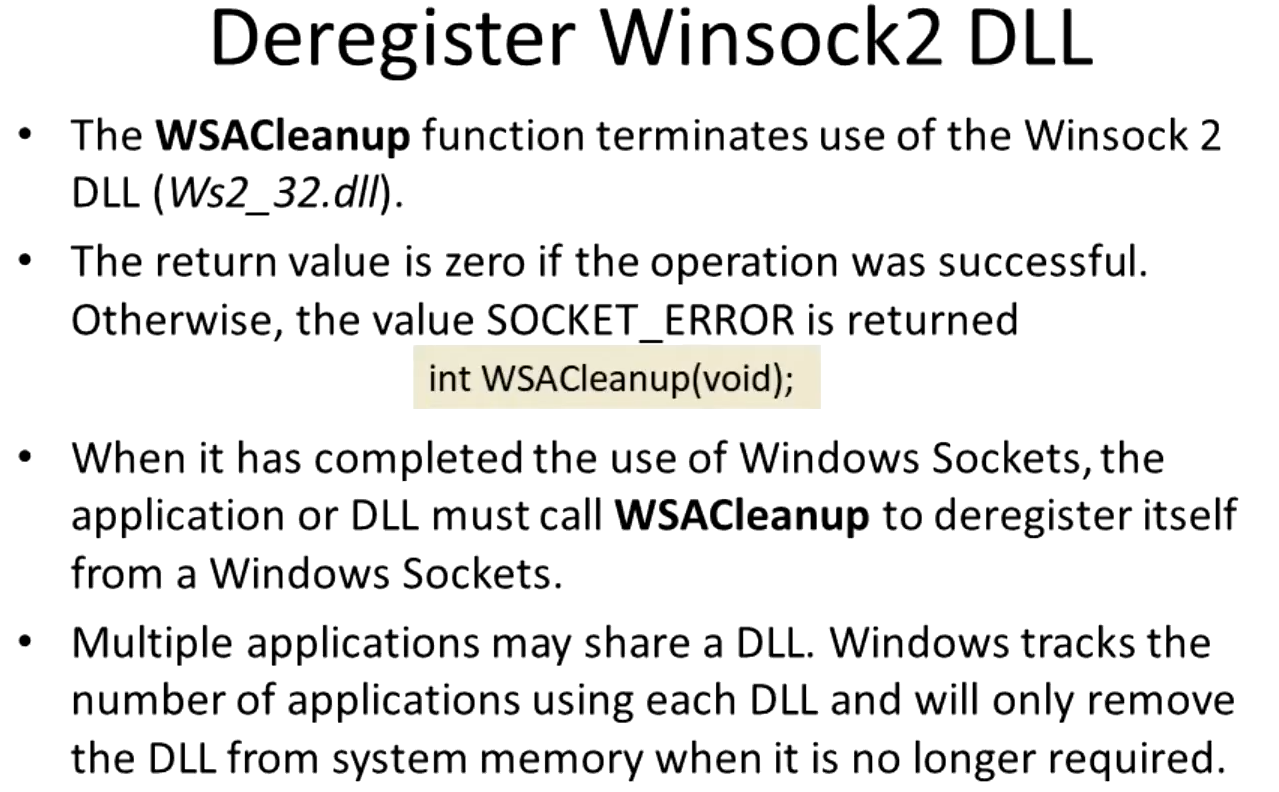 Deregister Winsock2 DLL
• The WSACleanup function terminates use of the Winsock 2
DLL (Ws2_32.dll).
• The return value is zero if the operation was successful.
Otherwise, the value SOCKET_ERROR is returned
int WSACleanup(void);
• When it has completed the use of Windows Sockets, the
application or DLL must call WSACleanup to deregister itself
from a Windows Sockets.
• Multiple applications may share a DLL. Windows tracks the
number of applications using each DLL and will only remove
the DLL from system memory when it is no longer required.